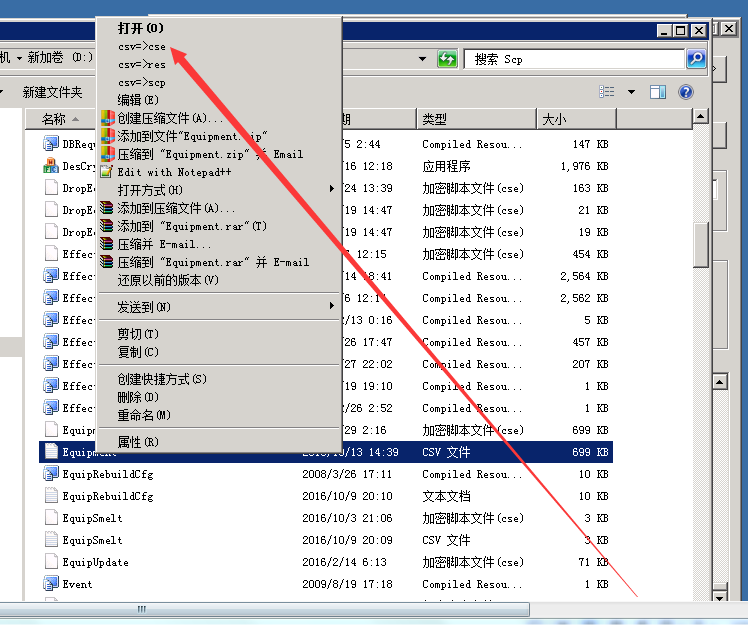 打开(O)
csv=>cse
csv=>res
csv=>scp
编辑(E)
创建压缩文件(A)...
添加到文件"Equipment.zip"
压缩到 "Equipment.zip" 并 Email
Edit with Notepad++
打开方式(H)
添加到压缩文件(A)...
添加到 "Equipment.rar"(T)
压缩并 E-mail...
压缩到 "Equipment.rar" 并 E-mail
还原以前的版本(V)
发送到(N)
剪切(T)
复制(C)
创建快捷方式(S)
删除(D)
重命名(M)
属性(R)
机 新加卷 (D:)
搜索 Scp
新建文件夹
名称 期 类型 大小
DBRequ 5 2:44 Compiled Resou... 147 KB
DesCry 16 12:18 应用程序 1,976 KB
DropEc 24 13:39 加密脚本文件(cse) 163 KB
DropEc 19 14:47 加密脚本文件(cse) 21 KB
DropEc 19 14:47 加密脚本文件(cse) 19 KB
Effec 12:15 加密脚本文件(cse) 454 KB
Effec 14 18:41 Compiled Resou... 2,564 KB
Effec 6 12:1 Compiled Resou... 2,562 KB
Effec /13 0:16 Compiled Resou... 5 KB
Effec 26 17:47 Compiled Resou... 457 KB
Effec 27 22:02 Compiled Resou... 207 KB
Effec 19 19:10 Compiled Resou... 1 KB
Effec /26 2:52 Compiled Resou... 1 KB
Equipm 29 2:16 加密脚本文件(cse) 699 KB
Equipment 14:39 CSV 文件 699 KB
EquipRebuildCfg 2008/3/26 17:11 Compiled Resou... 10 KB
EquipRebuildCfg 2016/10/9 20:10 文本文档 10 KB
EquipSmelt 2016/10/3 21:06 加密脚本文件(cse) 3 KB
EquipSmelt 2016/10/9 20:09 CSV 文件 3 KB
EquipUpdate 2016/2/14 6:13 加密脚本文件(cse) 71 KB
Event 2009/8/19 17:18 Compiled Resou... 1 KB